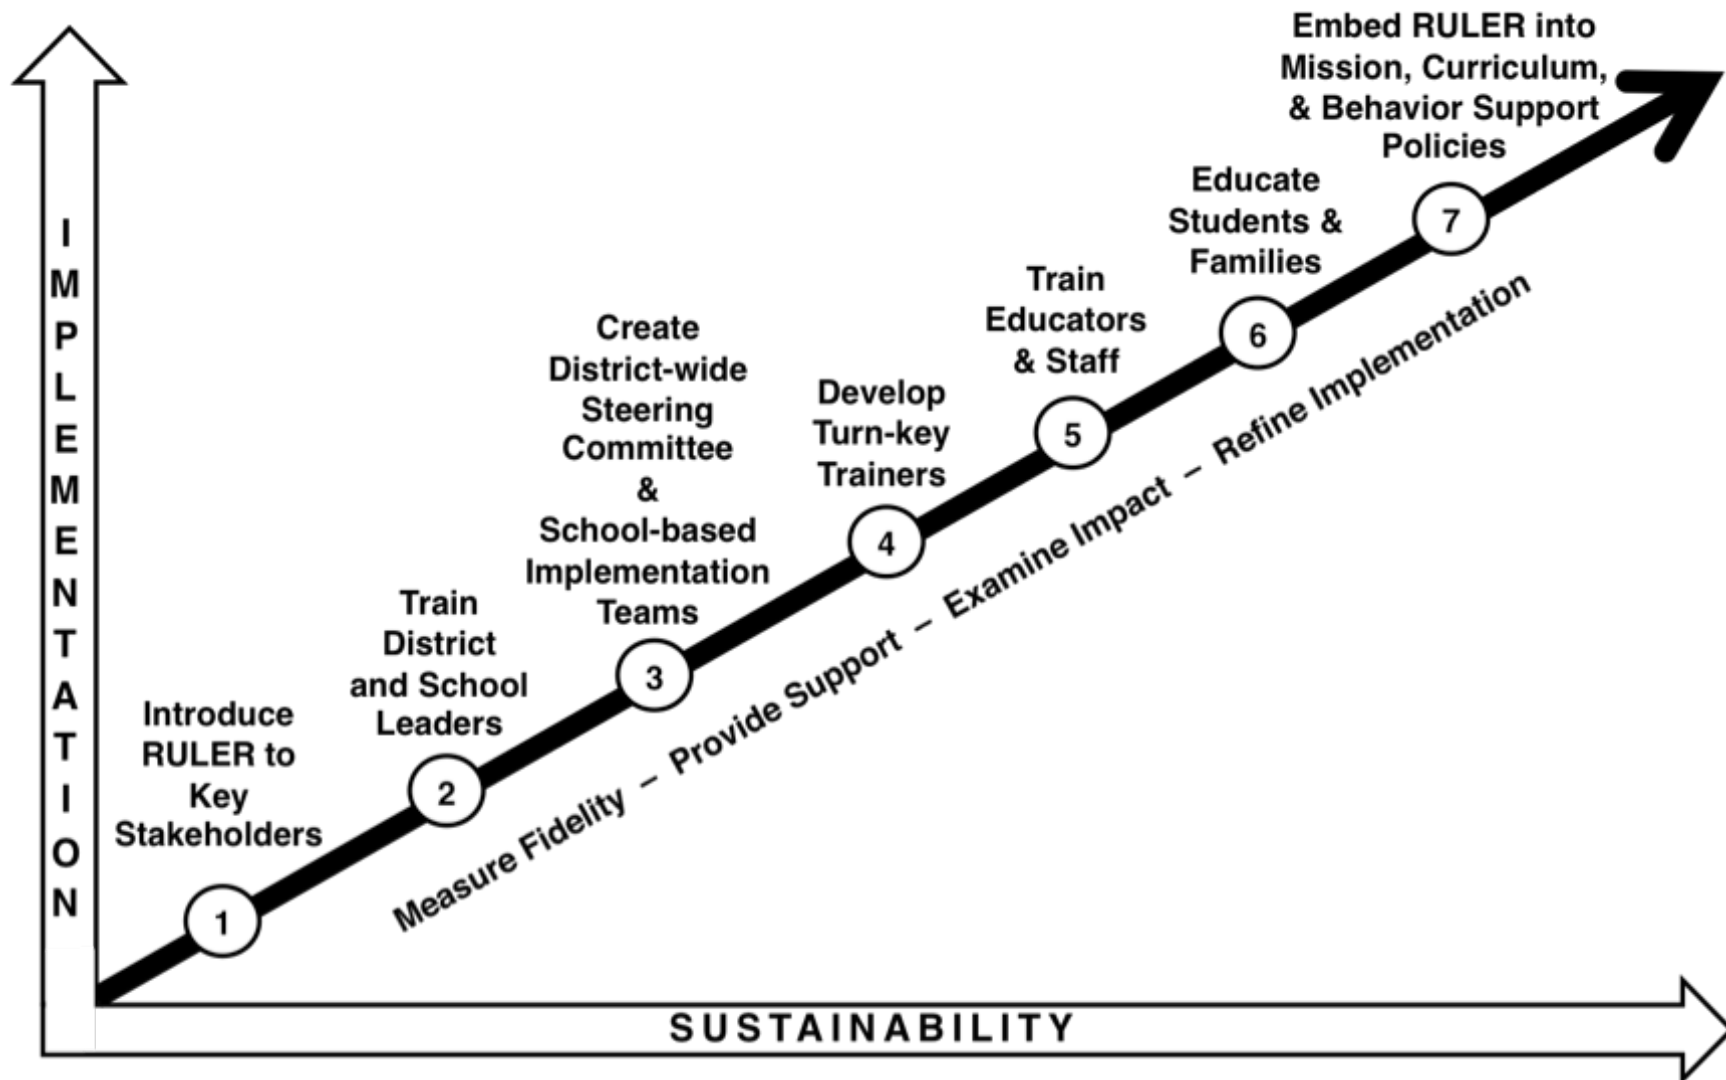 IMPLEMENTATION
Introduce
RULER to
Key
Stakeholders
1
Train
District
and School
Leaders
2
Create
District-wide
Steering
Committee
&
School-based
Implementation
Teams
3
Develop
Turn-key
Trainers
4
Train
Educators
& Staff
5
Educate
Students &
Families
6
Embed RULER into
Mission, Curriculum,
& Behavior Support
Policies
7
Measure Fidelity – Provide Support – Examine Impact – Refine Implementation
SUSTAINABILITY